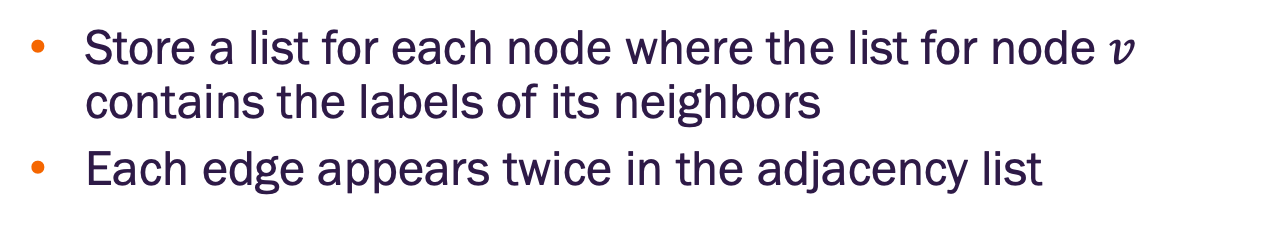 • Store a list for each node where the list for node 𝑣
contains the labels of its neighbors
• Each edge appears twice in the adjacency list